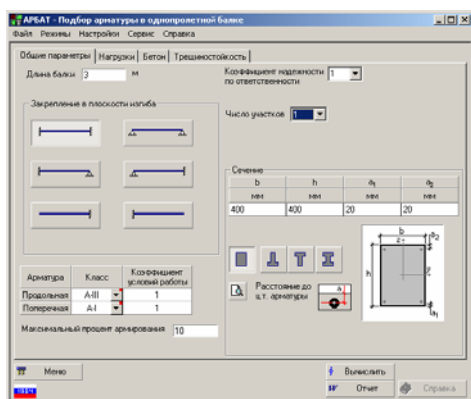 АРБАТ - Подбор арматуры в однопролетной балке
Файл Режимы Настройки Сервис Справка
Общие параметры Нагрузки Бетон Трещиностойкость
Длина балки 3 м
Коэффициент надежности по ответственности 1
Закрепление в плоскости изгиба
Число участков 1
Сечение
b h a1 a2
мм мм мм мм
400 400 20 20
Арматура Класс Коэффициент условий работы
Продольная A-III 1
Поперечная A-I 1
Расстояние до ц.т. арматуры
a
b
z1
a2
h
a1
Максимальный процент армирования 10
Меню
Вычислить
Отчет
Справка